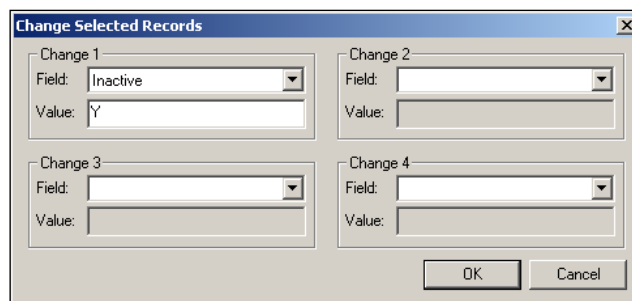 Change Selected Records
Change 1
Field: Inactive
Value: Y
Change 2
Field:
Value:
Change 3
Field:
Value:
Change 4
Field:
Value:
OK Cancel